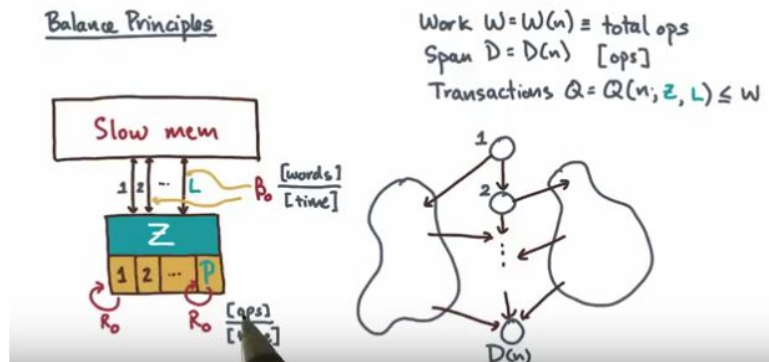 Balance Principles
Work W = W(n) ≡ total ops
Span D = D(n) [ops]
Transactions Q = Q(n; Z, L) ≤ W
Slow mem
1 2 ... L
β₀ [words]
[time]
Z
1 2 ... P
R₀ R₀ [ops]
1
2
⋮
D(n)